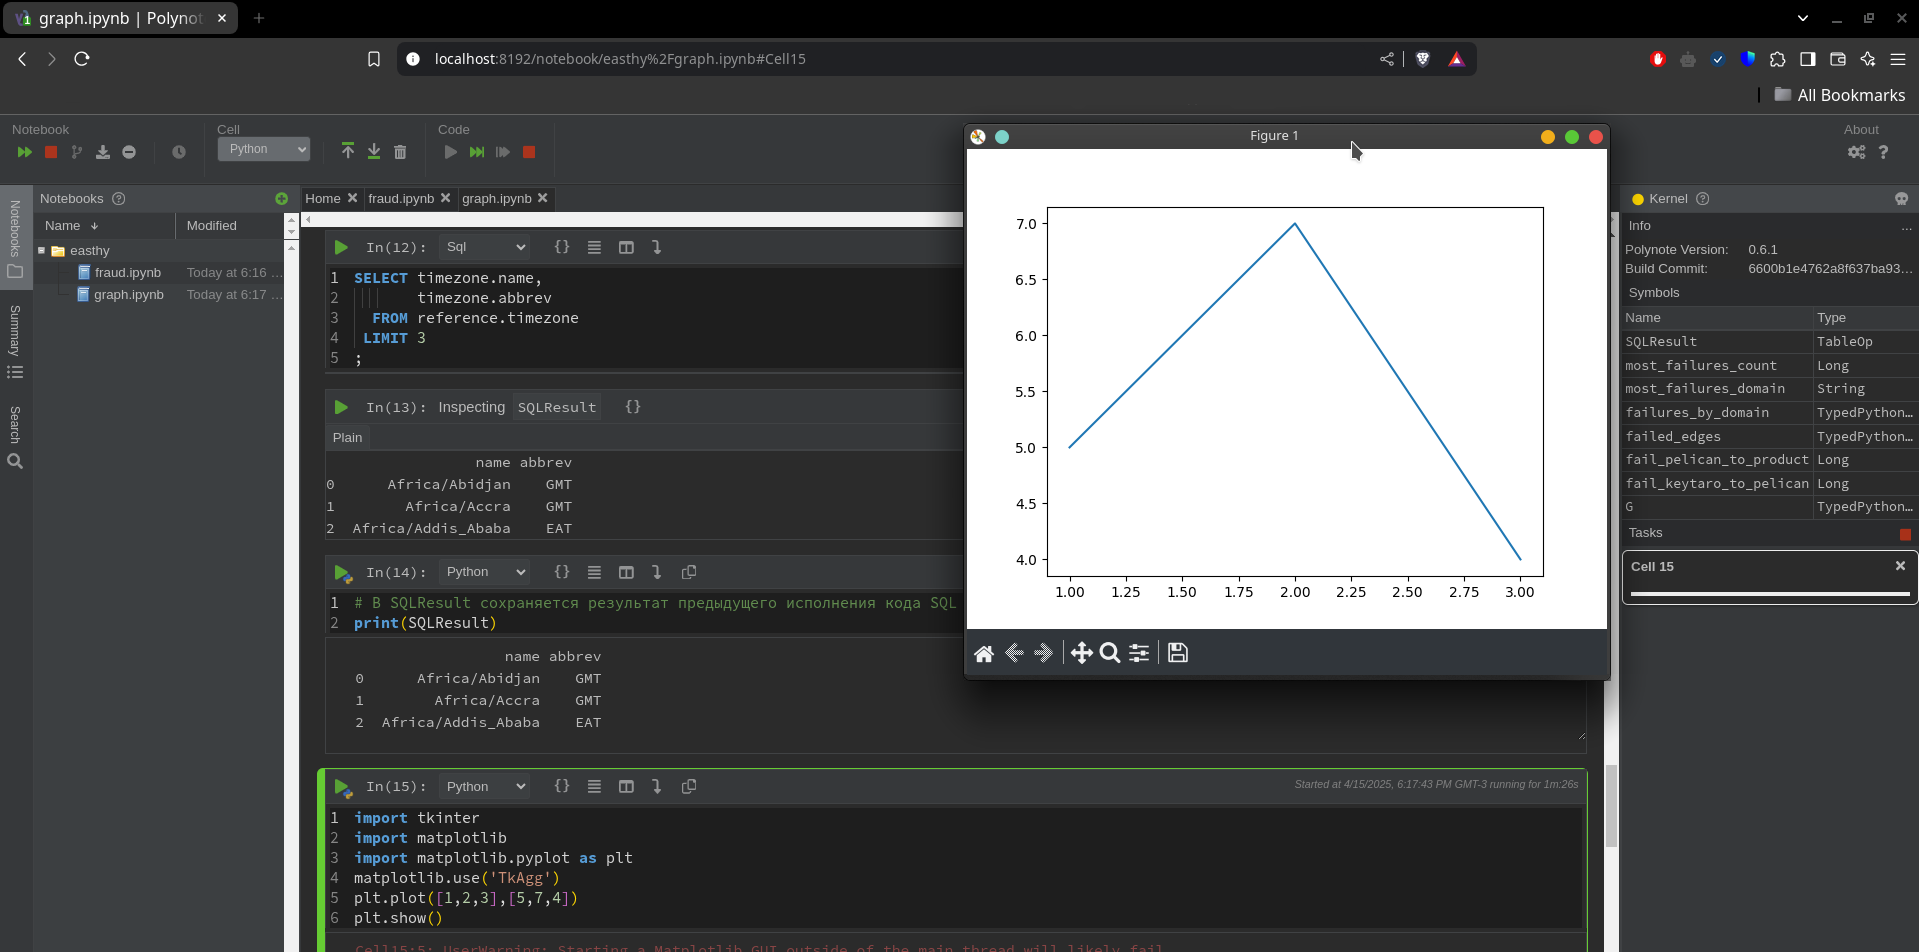 graph.ipynb | Polynot
localhost:8192/notebook/easthy%2Fgraph.ipynb#Cell15
All Bookmarks
Notebook
Cell
Code
About
Python
Figure 1
Notebooks
Home
fraud.ipynb
graph.ipynb
Kernel
Name
Modified
easthy
fraud.ipynb
Today at 6:16 ...
graph.ipynb
Today at 6:17 ...
Notebooks
Summary
Search
In(12):
Sql
{}
1 SELECT timezone.name,
2 timezone.abbrev
3 FROM reference.timezone
4 LIMIT 3
5 ;
In(13): Inspecting SQLResult {}
Plain
name abbrev
0 Africa/Abidjan GMT
1 Africa/Accra GMT
2 Africa/Addis_Ababa EAT
In(14):
Python
{}
1 # В SQLResult сохраняется результат предыдущего исполнения кода SQL
2 print(SQLResult)
name abbrev
0 Africa/Abidjan GMT
1 Africa/Accra GMT
2 Africa/Addis_Ababa EAT
In(15):
Python
{}
Started at 4/15/2025, 6:17:43 PM GMT-3 running for 1m:26s
1 import tkinter
2 import matplotlib
3 import matplotlib.pyplot as plt
4 matplotlib.use('TkAgg')
5 plt.plot([1,2,3],[5,7,4])
6 plt.show()
Cell15:5: UserWarning: Starting a Matplotlib GUI outside of the main thread will likely fail.
7.0
6.5
6.0
5.5
5.0
4.5
4.0
1.00 1.25 1.50 1.75 2.00 2.25 2.50 2.75 3.00
Info
...
Polynote Version: 0.6.1
Build Commit: 6600b1e4762a8f637ba93...
Symbols
Name Type
SQLResult TableOp
most_failures_count Long
most_failures_domain String
failures_by_domain TypedPython...
failed_edges TypedPython...
fail_pelican_to_product Long
fail_keytaro_to_pelican Long
G TypedPython...
Tasks
Cell 15